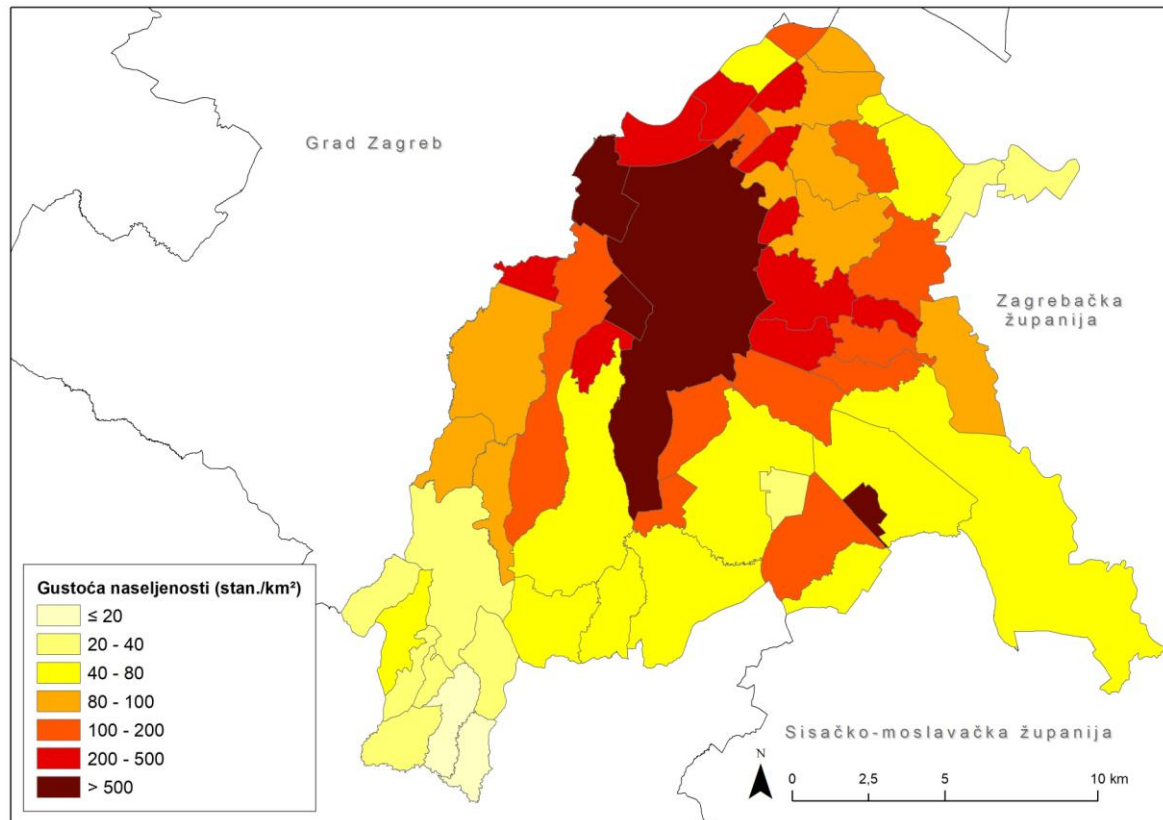 Grad Zagreb
Zagrebačka
županija
Gustoća naseljenosti (stan./km²)
≤ 20
20 - 40
40 - 80
80 - 100
100 - 200
200 - 500
> 500
Sisačko-moslavačka županija
N
0 2,5 5 10 km